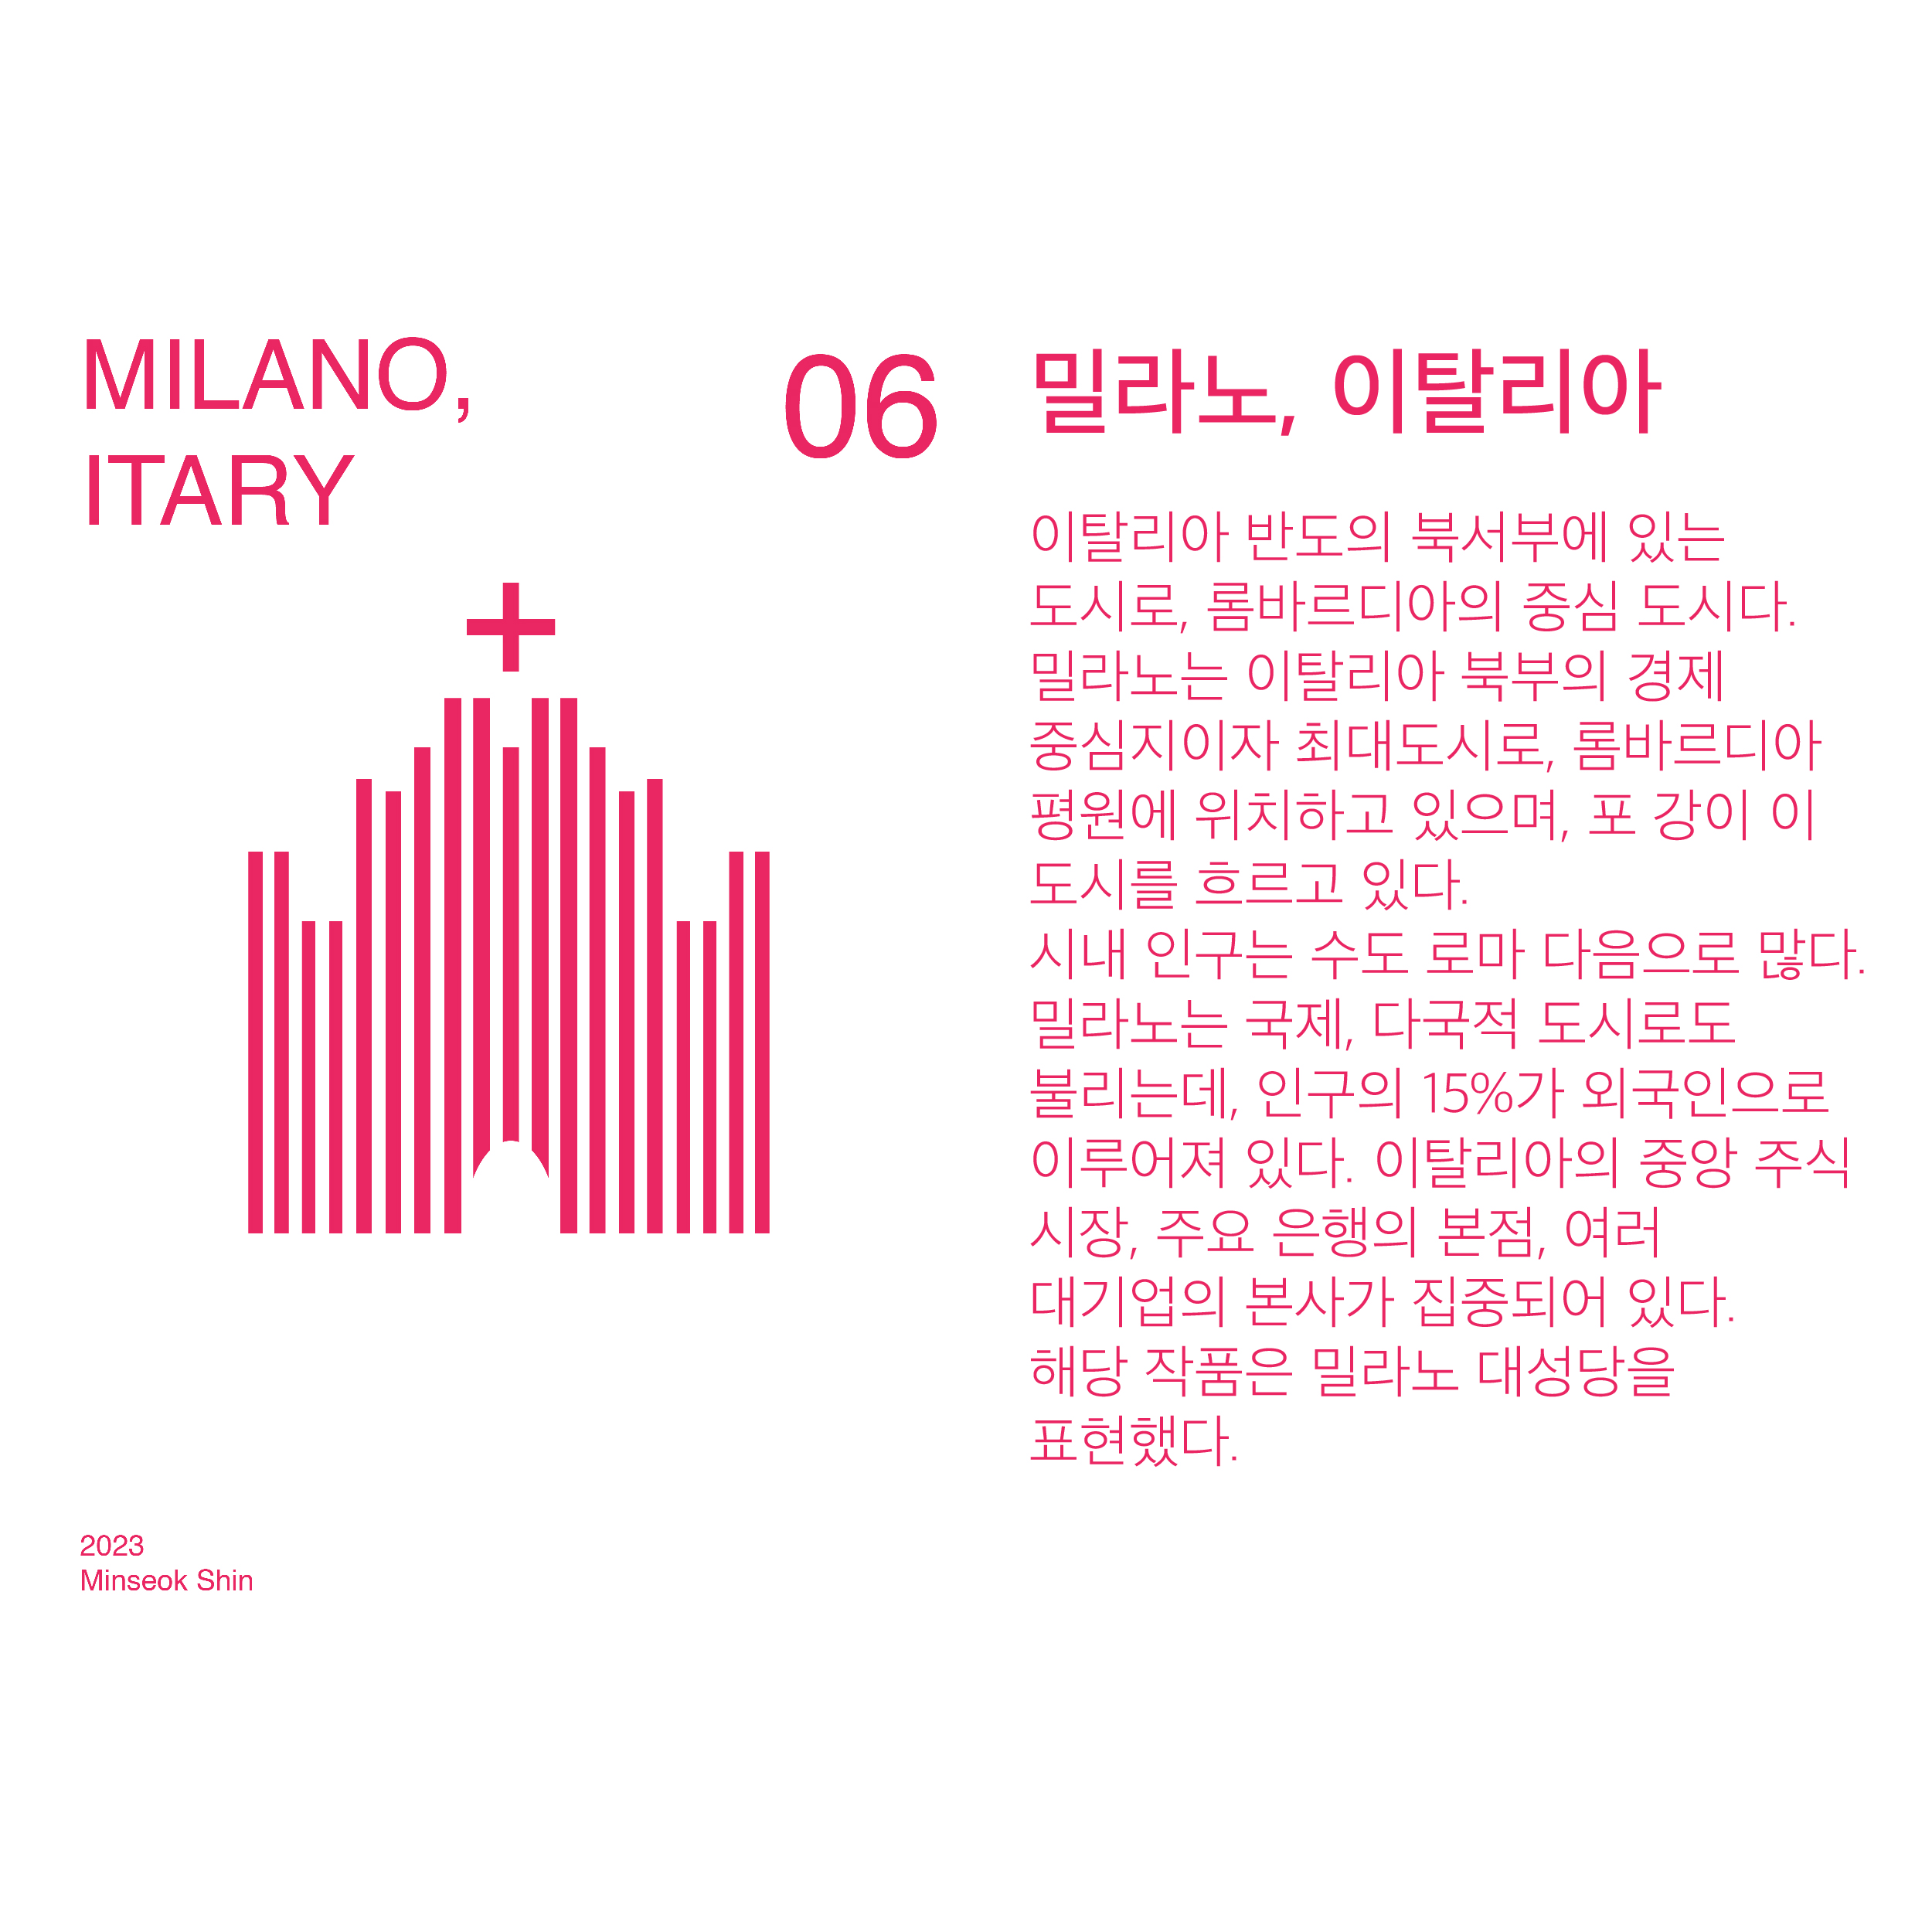 MILANO,
ITARY
06
밀라노, 이탈리아
이탈리아 반도의 북서부에 있는
도시로, 롬바르디아의 중심 도시다.
밀라노는 이탈리아 북부의 경제
중심지이자 최대도시로, 롬바르디아
평원에 위치하고 있으며, 포 강이 이
도시를 흐르고 있다.
시내 인구는 수도 로마 다음으로 많다.
밀라노는 국제, 다국적 도시로도
불리는데, 인구의 15%가 외국인으로
이루어져 있다. 이탈리아의 중앙 주식
시장, 주요 은행의 본점, 여러
대기업의 본사가 집중되어 있다.
해당 작품은 밀라노 대성당을
표현했다.
2023
Minseok Shin